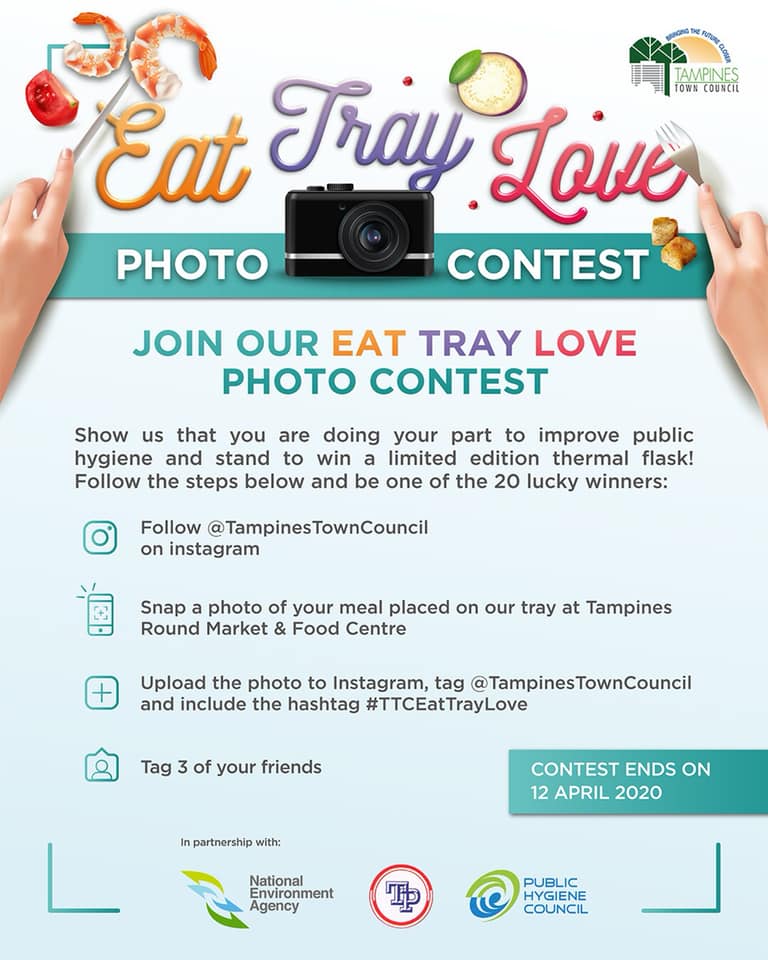 BRINGING THE FUTURE CLOSER
TAMPINES
TOWN COUNCIL
Eat Tray Love
PHOTO CONTEST
JOIN OUR EAT TRAY LOVE
PHOTO CONTEST
Show us that you are doing your part to improve public
hygiene and stand to win a limited edition thermal flask!
Follow the steps below and be one of the 20 lucky winners:
Follow @TampinesTownCouncil
on instagram
Snap a photo of your meal placed on our tray at Tampines
Round Market & Food Centre
Upload the photo to Instagram, tag @TampinesTownCouncil
and include the hashtag #TTCEatTrayLove
Tag 3 of your friends
CONTEST ENDS ON
12 APRIL 2020
In partnership with:
National
Environment
Agency
TP
PUBLIC
HYGIENE
COUNCIL